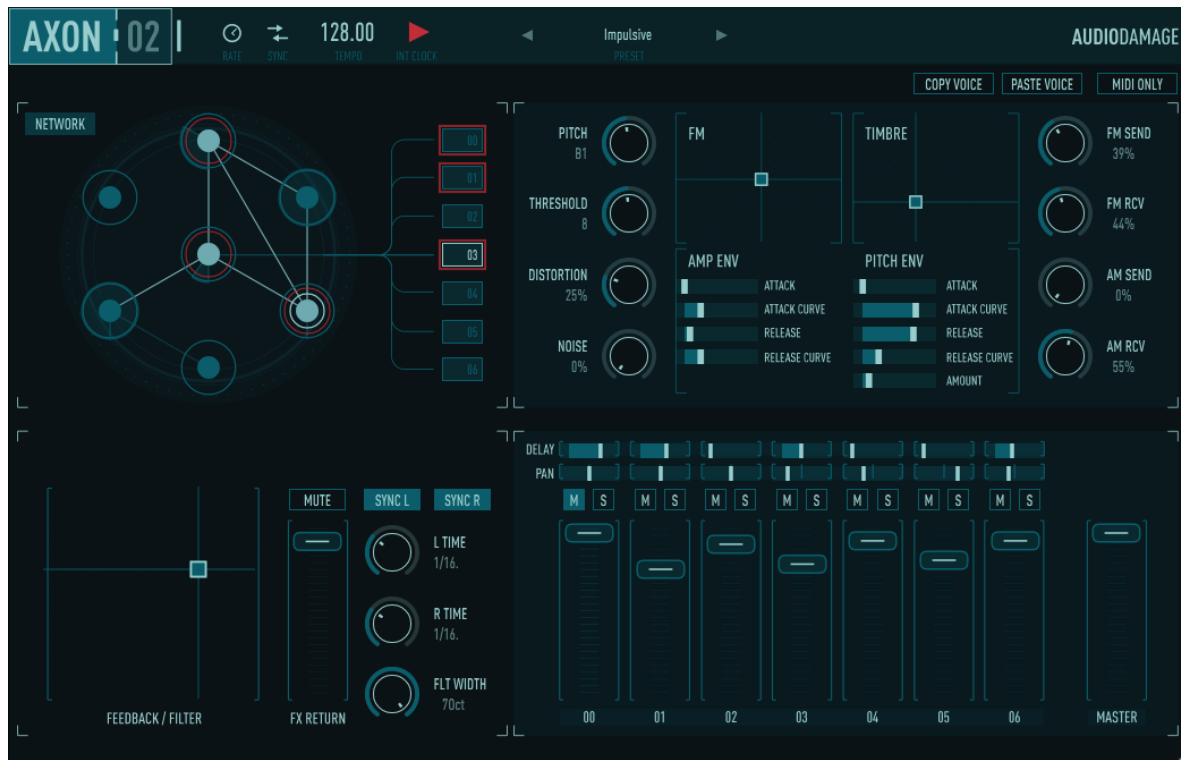 AXON 02
128.00
RATE SYNC TEMPO INT CLOCK
Impulsive
PRESET
AUDIODAMAGE
COPY VOICE PASTE VOICE MIDI ONLY
NETWORK
00
01
02
03
04
05
06
PITCH
B1
THRESHOLD
8
DISTORTION
25%
NOISE
0%
FM
TIMBRE
AMP ENV
ATTACK
ATTACK CURVE
RELEASE
RELEASE CURVE
PITCH ENV
ATTACK
ATTACK CURVE
RELEASE
RELEASE CURVE
AMOUNT
FM SEND
39%
FM RCV
44%
AM SEND
0%
AM RCV
55%
FEEDBACK / FILTER
MUTE
FX RETURN
SYNC L SYNC R
L TIME
1/16.
R TIME
1/16.
FLT WIDTH
70ct
DELAY
PAN
M S M S M S M S M S M S M S
00 01 02 03 04 05 06 MASTER